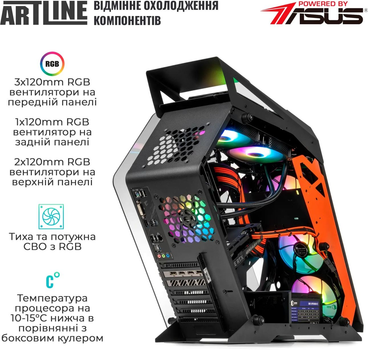 ARTLINE
ВІДМІННЕ ОХОЛОДЖЕННЯ
КОМПОНЕНТІВ
POWERED BY
ASUS
RGB
3x120mm RGB
вентилятори на
передній панелі
1x120mm RGB
вентилятор на
задній панелі
2x120mm RGB
вентилятори на
верхній панелі
Тиха та потужна
СВО з RGB
C°
Температура
процесора на
10-15°C нижча в
порівнянні з
боксовим кулером